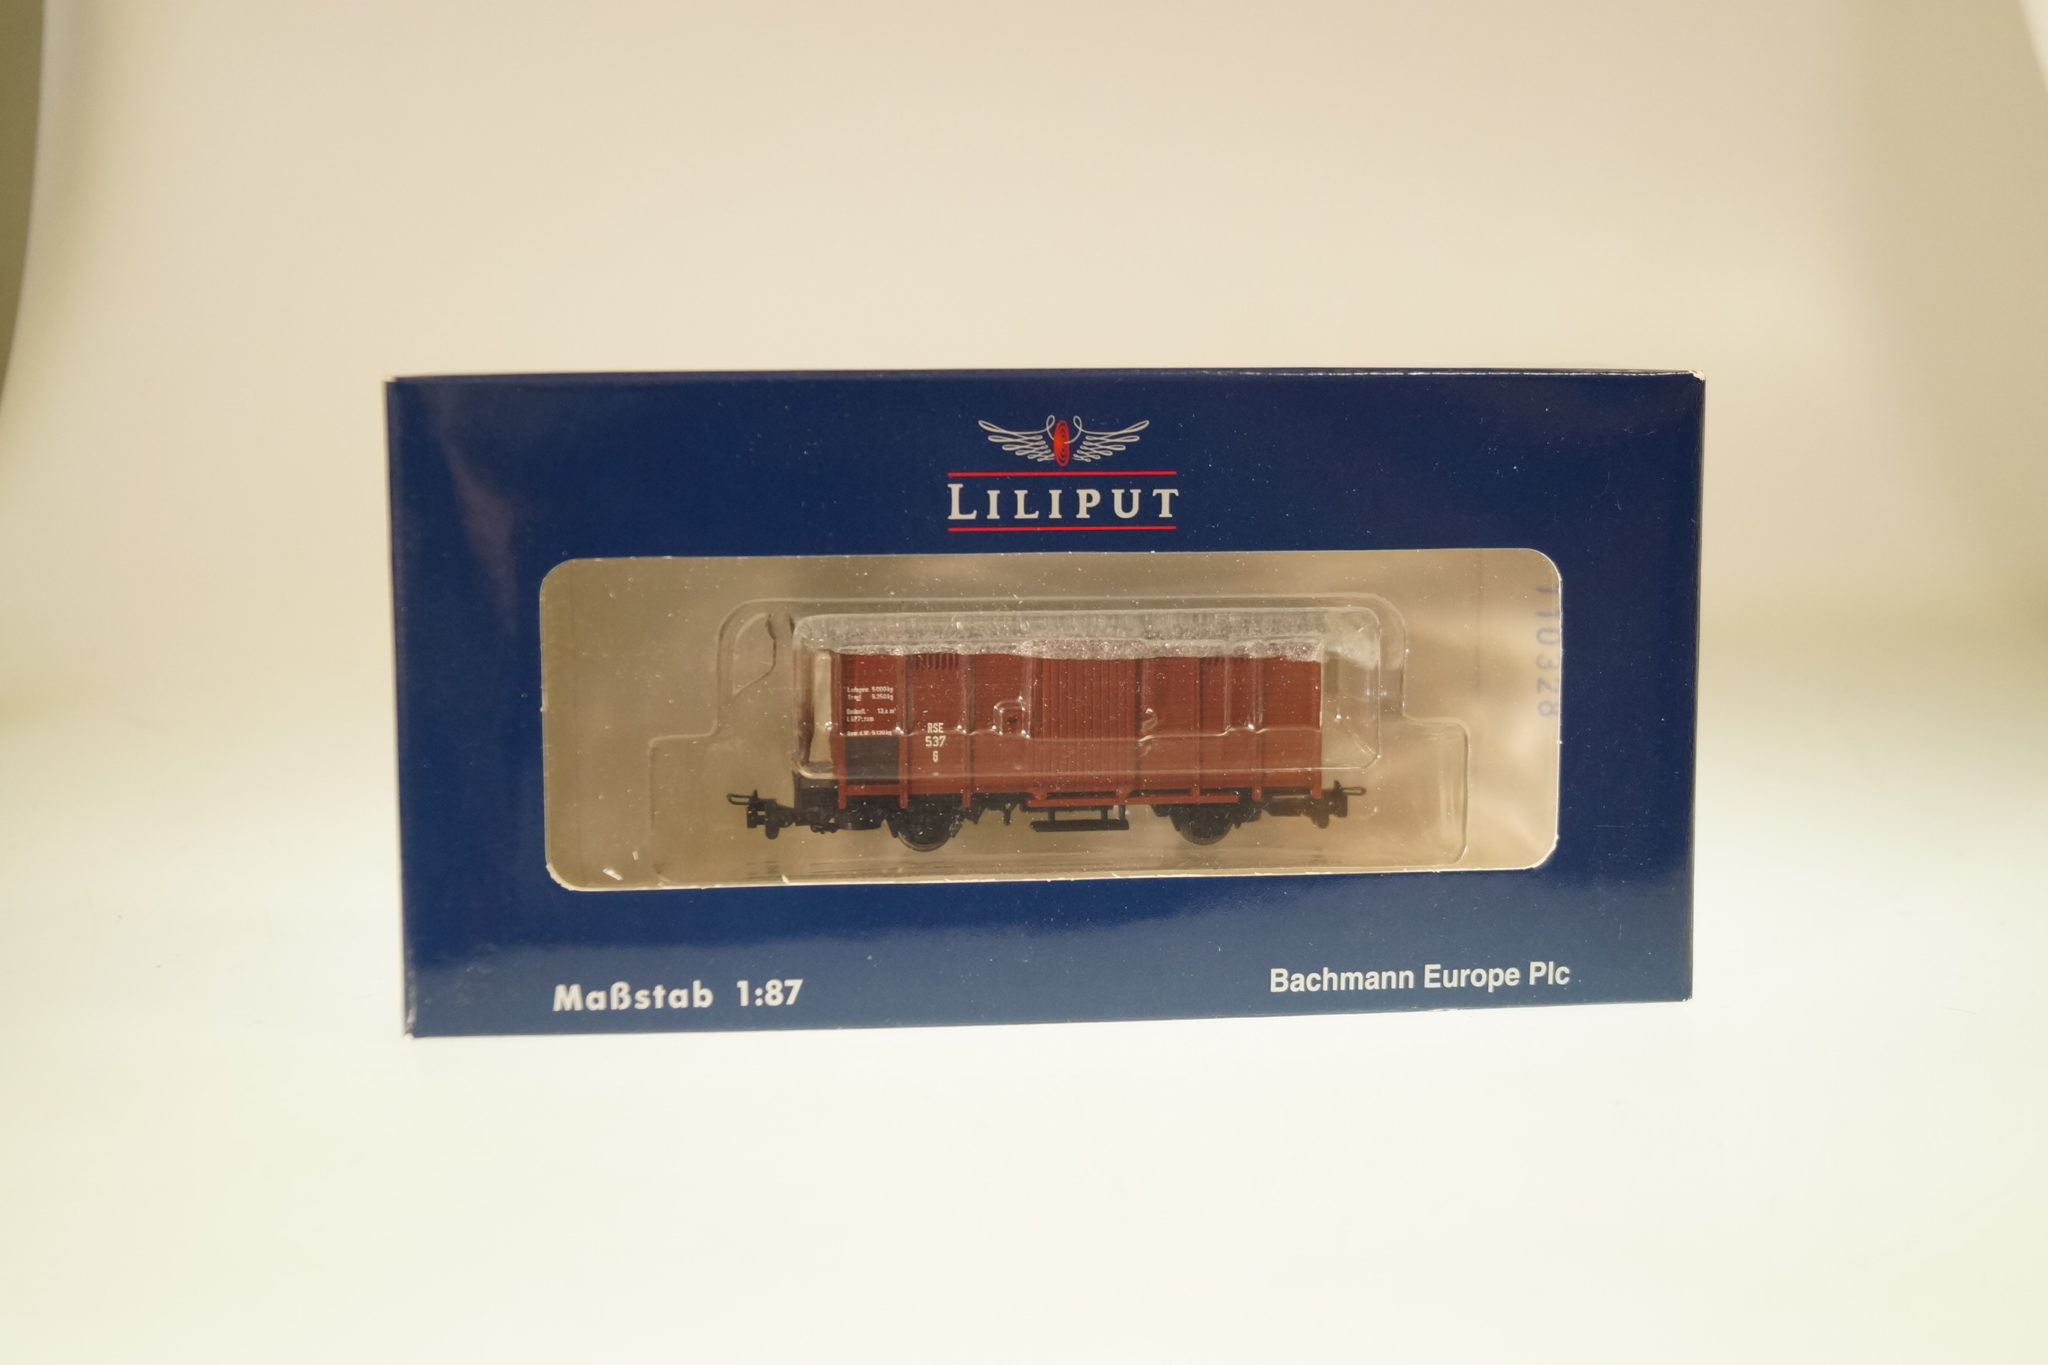 LILIPUT
110328
RSE
537
G
Maßstab 1:87
Bachmann Europe Plc